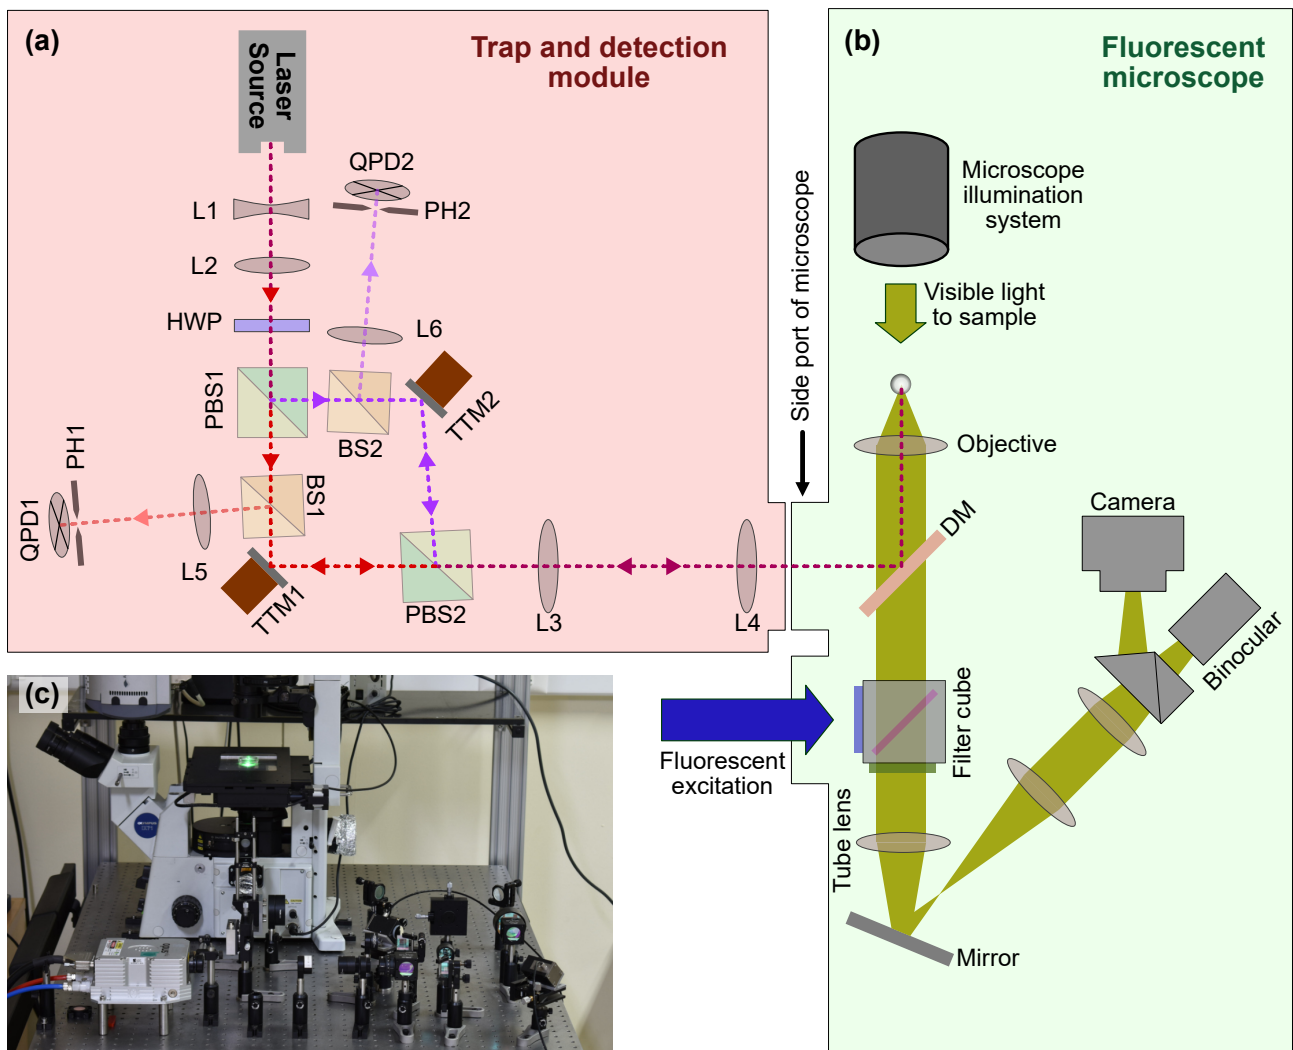 (a)
Trap and detection
module
Laser
Source
QPD2
PH2
L1
L2
HWP
L6
PBS1
TTM2
BS2
PH1
QPD1
BS1
L5
TTM1
PBS2
L3
L4
Side port of microscope
(b)
Fluorescent
microscope
Microscope
illumination
system
Visible light
to sample
Objective
DM
Camera
Binocular
Filter cube
Fluorescent
excitation
Tube lens
Mirror
(c)